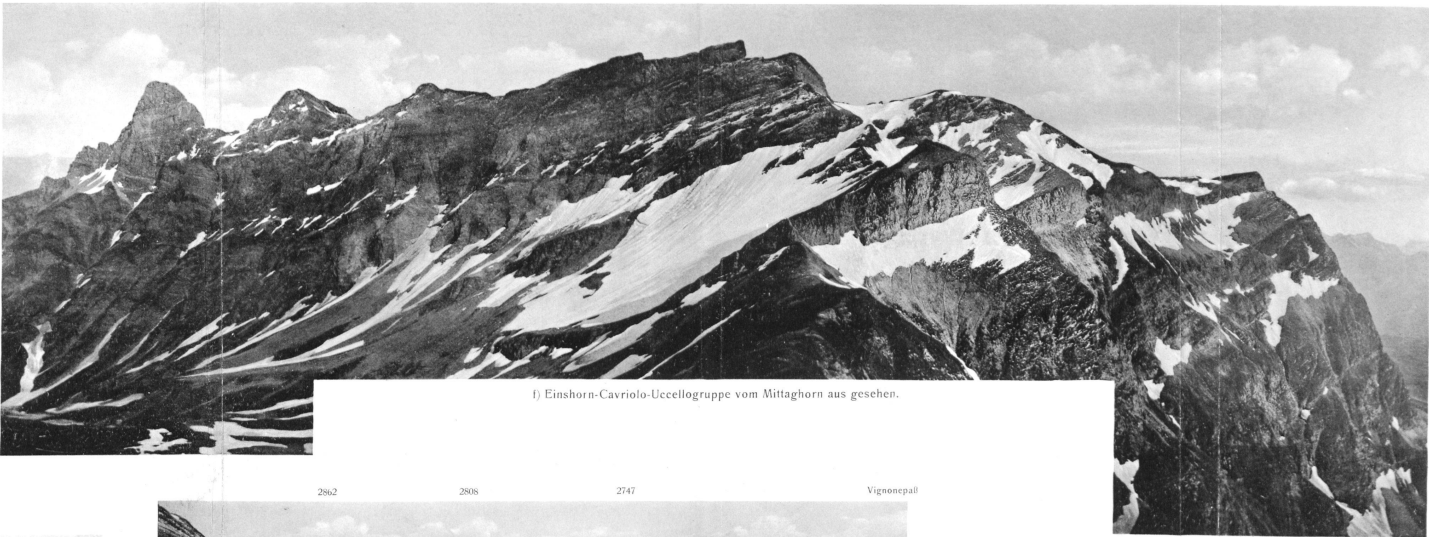 f) Einshorn-Cavriolo-Uccellogruppe vom Mittaghorn aus gesehen.
2862 2808 2747 Vignonepaß